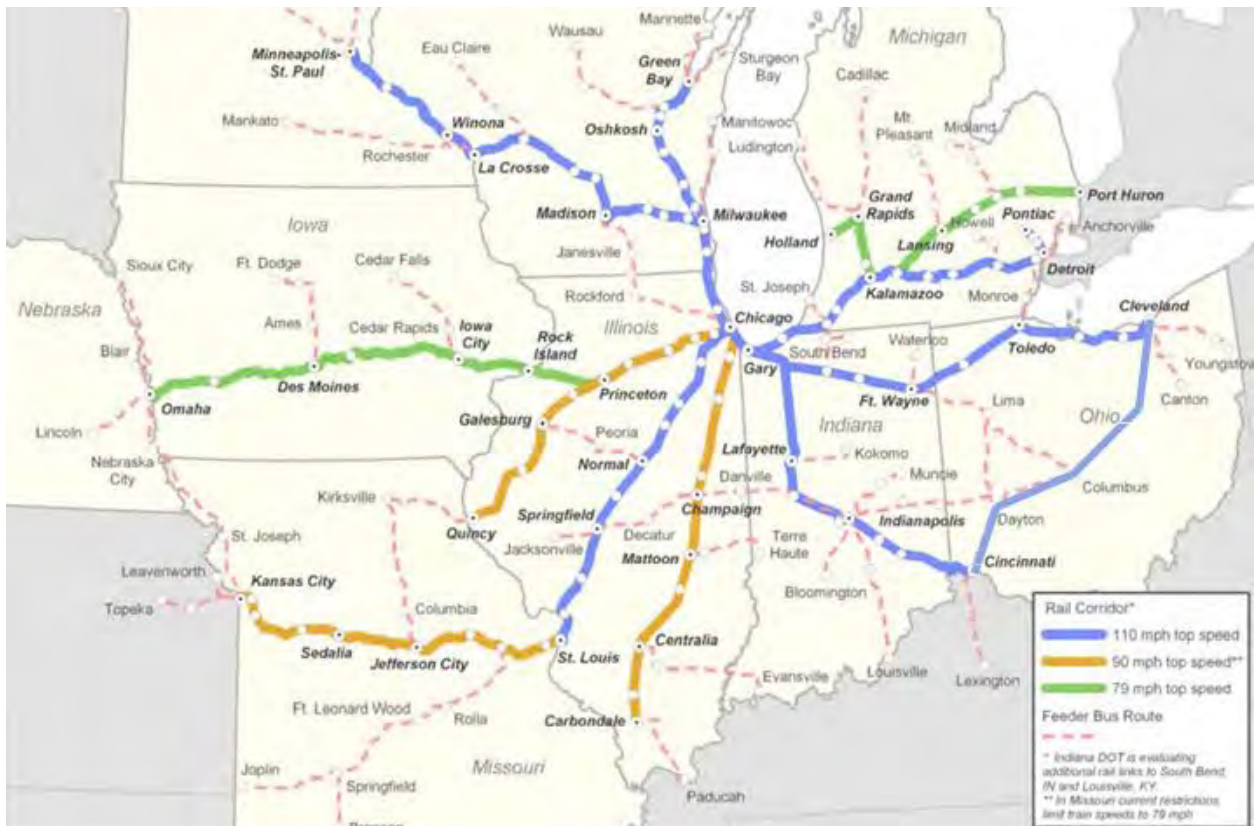 Marinette
Wausau
Michigan
Minneapolis-
St. Paul
Eau Claire
Green
Bay
Sturgeon
Bay
Cadillac
Mankato
Winona
Oshkosh
Manitowoc
Mt.
Pleasant
Midland
Rochester
La Crosse
Ludington
Grand
Rapids
Port Huron
Iowa
Madison
Milwaukee
Pontiac
Anchorville
Holland
Lansing
Howell
Janesville
Detroit
Sioux City
Ft. Dodge
Cedar Falls
St. Joseph
Kalamazoo
Monroe
Nebraska
Rockford
Cleveland
Ames
Cedar Rapids
Iowa
City
Rock
Island
Illinois
Chicago
Blair
South Bend
Waterloo
Toledo
Gary
Youngstow
Des Moines
Princeton
Omaha
Ft. Wayne
Canton
Galesburg
Lima
Ohio
Lincoln
Peoria
Indiana
Lafayette
Kokomo
Nebraska
City
Normal
Danville
Muncie
Columbus
Kirksville
Springfield
Champaign
Indianapolis
Dayton
Quincy
Jacksonville
Decatur
Terre
Haute
St. Joseph
Mattoon
Cincinnati
Leavenworth
Kansas City
Bloomington
Topeka
Columbia
Centralia
Sedalia
Jefferson City
St. Louis
Evansville
Louisville
Lexington
Ft. Leonard Wood
Rolla
Carbondale
Joplin
Missouri
Springfield
Paducah
Rail Corridor*
110 mph top speed
90 mph top speed**
79 mph top speed
Feeder Bus Route
* Indiana DOT is evaluating
additional rail links to South Bend,
IN and Louisville, KY.
** In Missouri current restrictions
limit train speeds to 79 mph